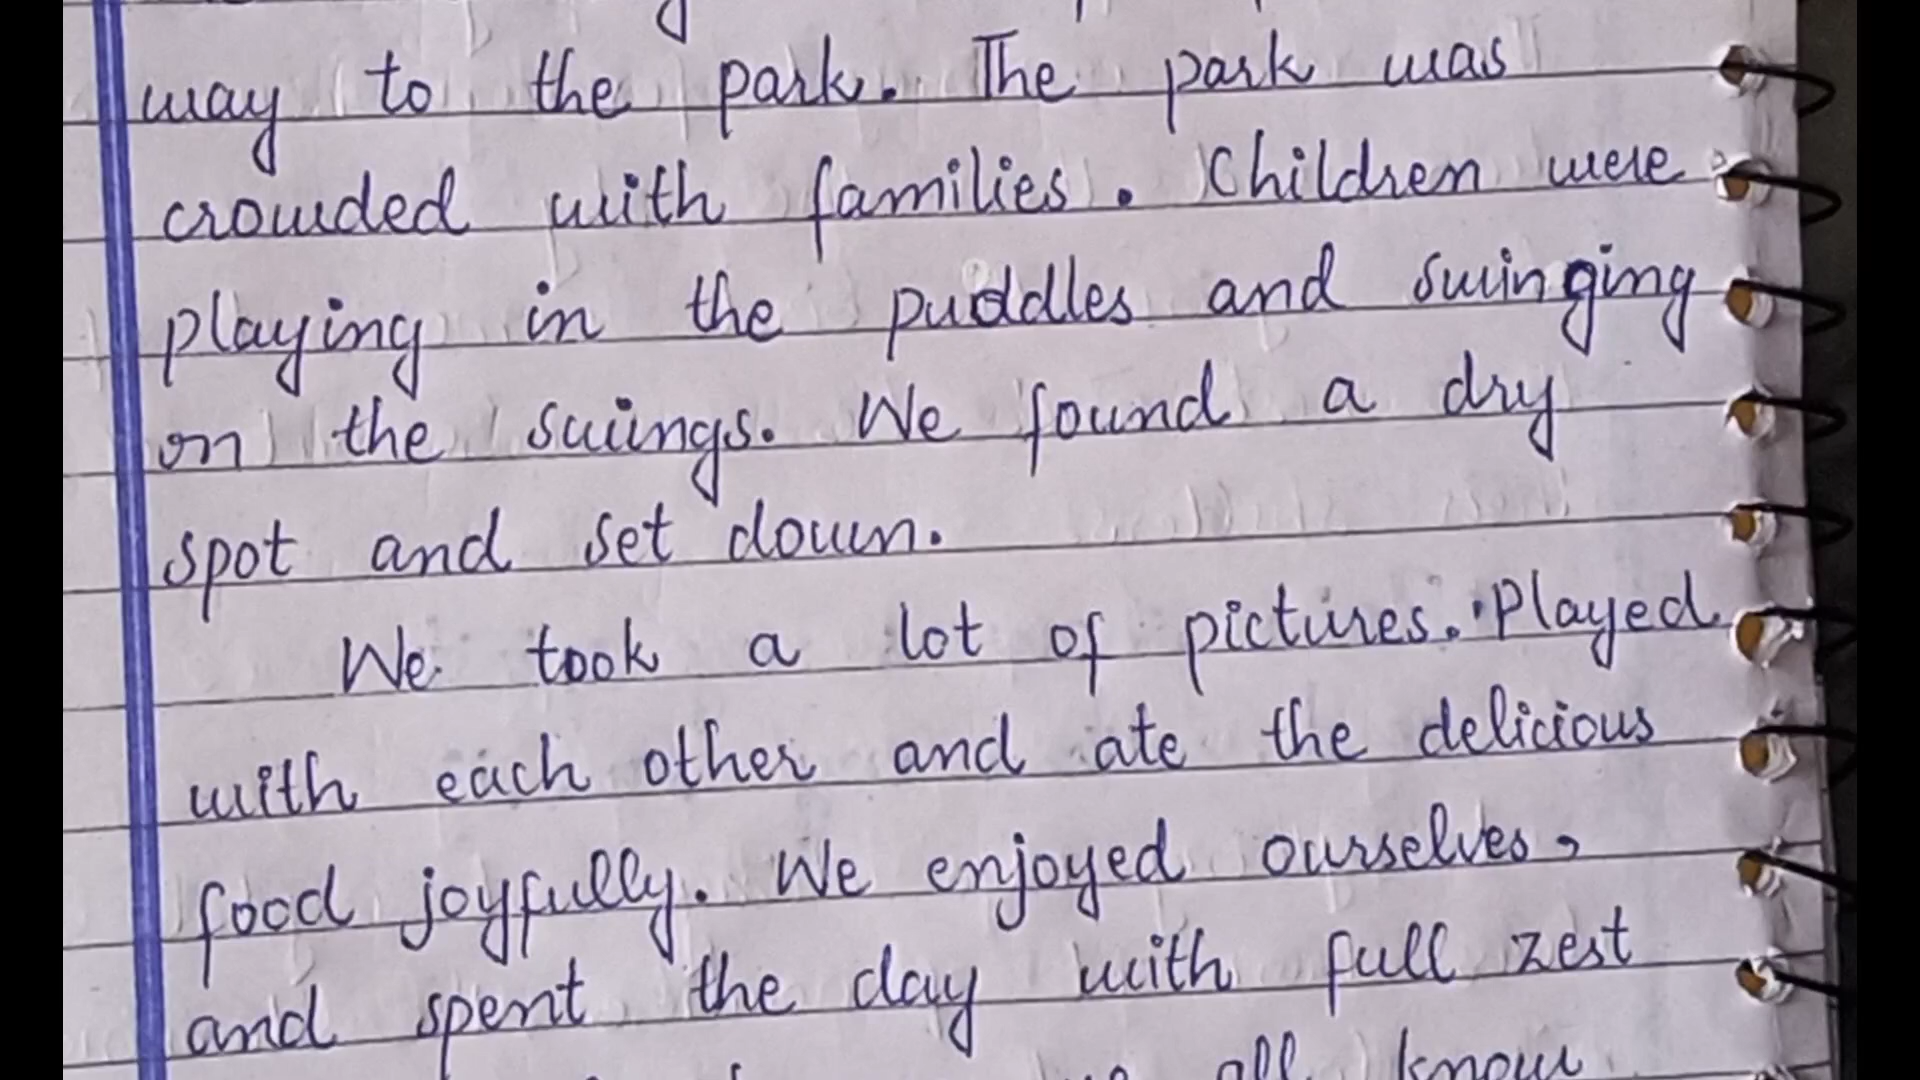 way to the park. The park was
crowded with families. Children were
playing in the puddles and swinging
on the swings. We found a dry
spot and set down.
We took a lot of pictures. Played
with each other and ate the delicious
food joyfully. We enjoyed ourselves,
and spent the day with full zest
all know